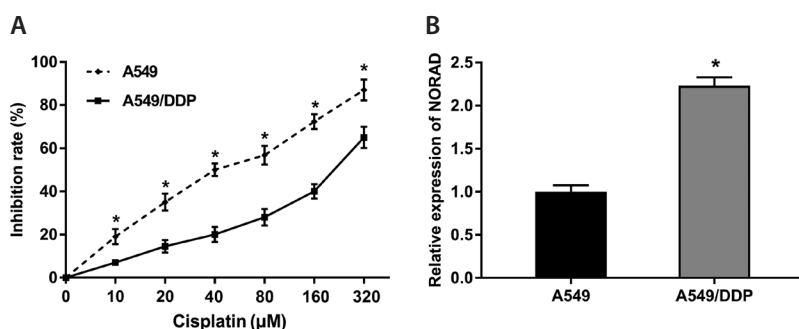 A
Inhibition rate (%)
100
80
60
40
20
0
A549
A549/DDP
*
*
*
*
*
*
0 10 20 40 80 160 320
Cisplatin (µM)
B
Relative expression of NORAD
2.5
2.0
1.5
1.0
0.5
0.0
*
A549 A549/DDP